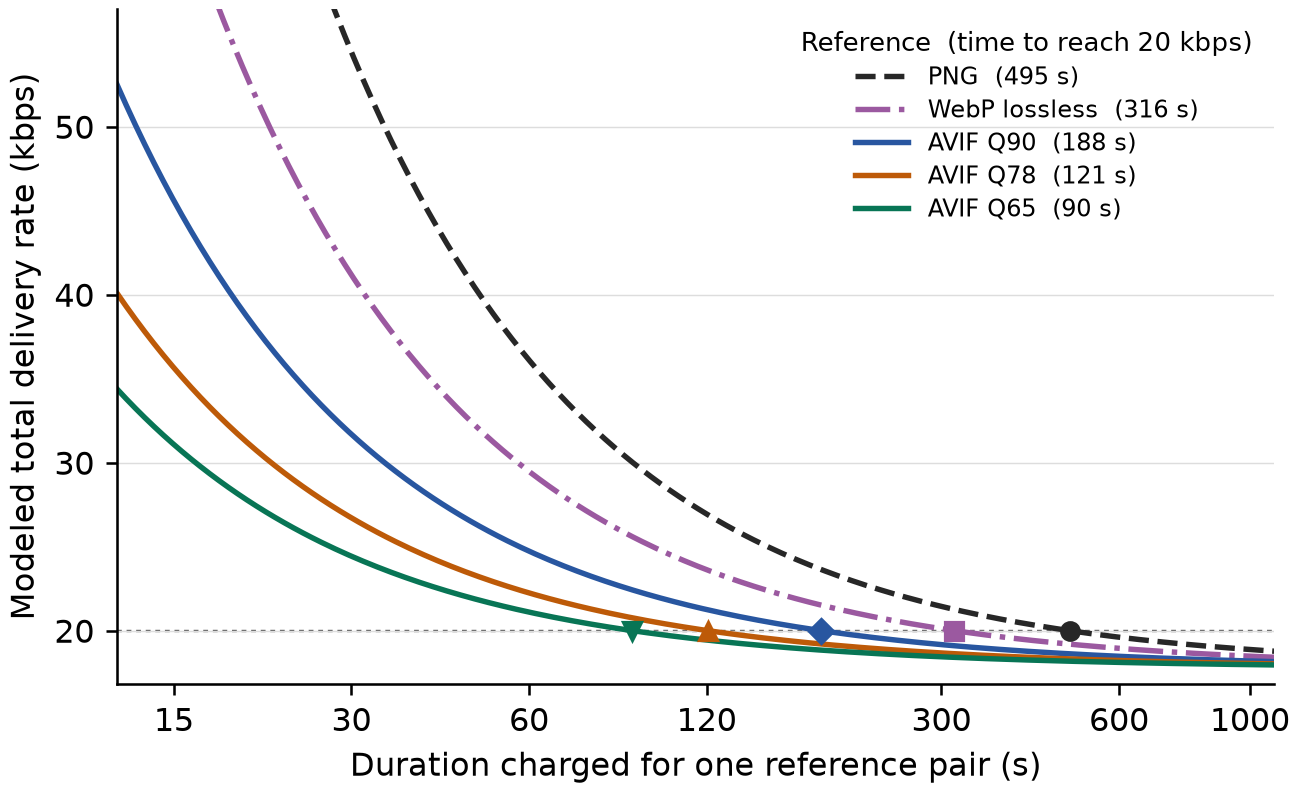 Modeled total delivery rate (kbps)
50
40
30
20
Reference (time to reach 20 kbps)
PNG (495 s)
WebP lossless (316 s)
AVIF Q90 (188 s)
AVIF Q78 (121 s)
AVIF Q65 (90 s)
15 30 60 120 300 600 1000
Duration charged for one reference pair (s)